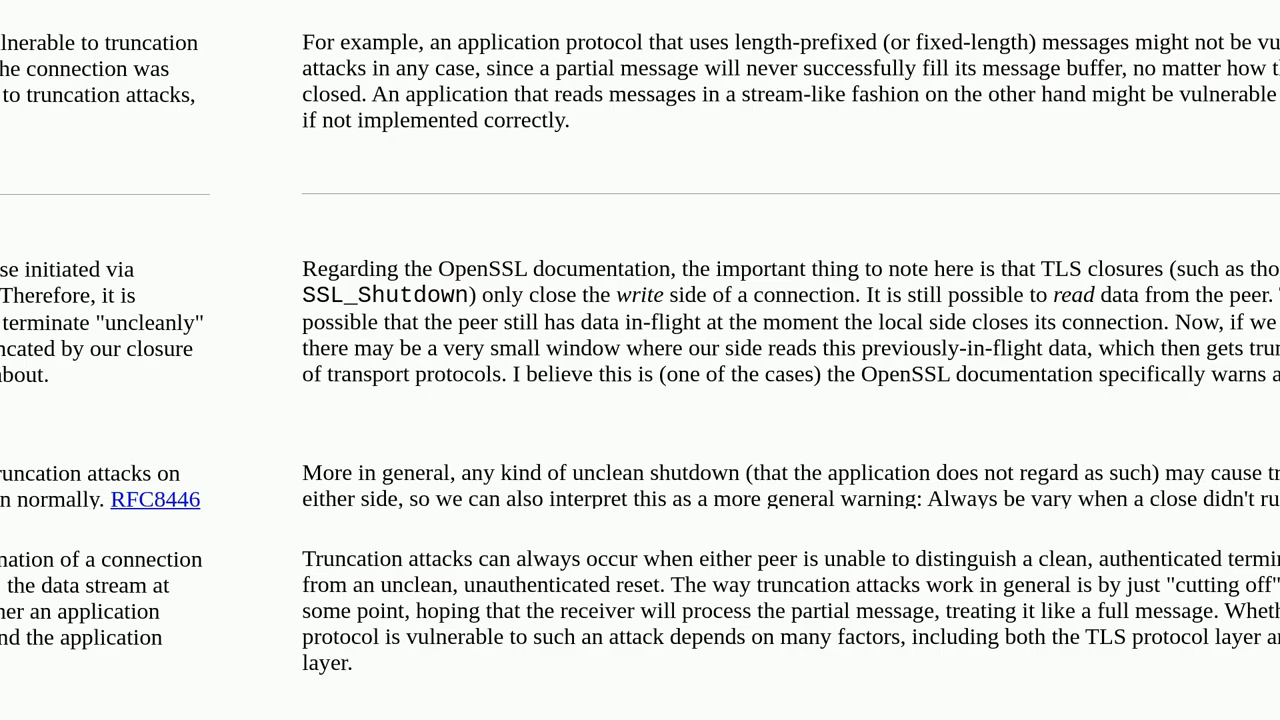 lnerable to truncation
he connection was
to truncation attacks,
se initiated via
Therefore, it is
terminate "uncleanly"
ncated by our closure
bout.
runcation attacks on
n normally. RFC8446
nation of a connection
the data stream at
her an application
nd the application
For example, an application protocol that uses length-prefixed (or fixed-length) messages might not be vu
attacks in any case, since a partial message will never successfully fill its message buffer, no matter how t
closed. An application that reads messages in a stream-like fashion on the other hand might be vulnerable
if not implemented correctly.
Regarding the OpenSSL documentation, the important thing to note here is that TLS closures (such as tho
SSL_Shutdown) only close the write side of a connection. It is still possible to read data from the peer.
possible that the peer still has data in-flight at the moment the local side closes its connection. Now, if we
there may be a very small window where our side reads this previously-in-flight data, which then gets trun
of transport protocols. I believe this is (one of the cases) the OpenSSL documentation specifically warns a
More in general, any kind of unclean shutdown (that the application does not regard as such) may cause tr
either side, so we can also interpret this as a more general warning: Always be vary when a close didn't ru
Truncation attacks can always occur when either peer is unable to distinguish a clean, authenticated termi
from an unclean, unauthenticated reset. The way truncation attacks work in general is by just "cutting off"
some point, hoping that the receiver will process the partial message, treating it like a full message. Wheth
protocol is vulnerable to such an attack depends on many factors, including both the TLS protocol layer a
layer.